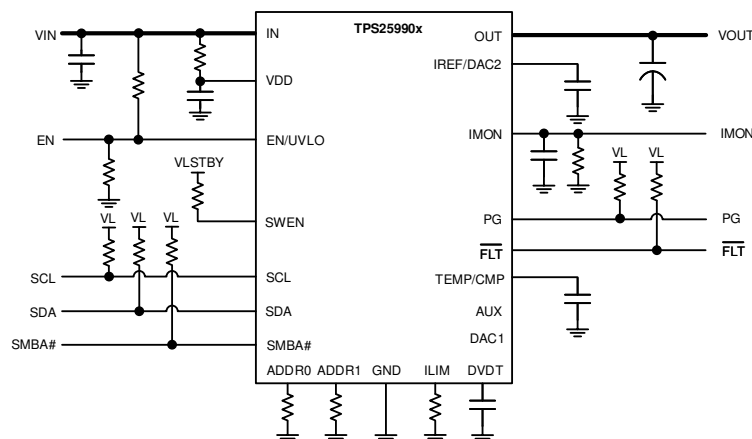 TPS25990x
VIN
IN
OUT
VOUT
VDD
IREF/DAC2
EN
EN/UVLO
IMON
IMON
VLSTBY
VL
VL
SWEN
PG
PG
VL
VL
VL
FLT
FLT
SCL
SCL
TEMP/CMP
SDA
SDA
AUX
SMBA#
SMBA#
DAC1
ADDR0
ADDR1
GND
ILIM
DVDT